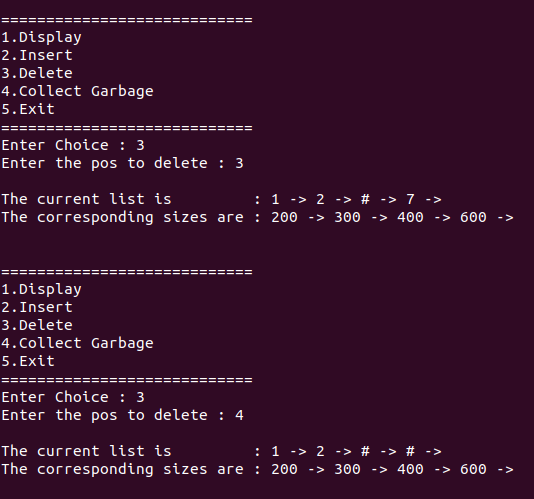 ============================
1.Display
2.Insert
3.Delete
4.Collect Garbage
5.Exit
============================
Enter Choice : 3
Enter the pos to delete : 3
The current list is         : 1 -> 2 -> # -> 7 ->
The corresponding sizes are : 200 -> 300 -> 400 -> 600 ->
============================
1.Display
2.Insert
3.Delete
4.Collect Garbage
5.Exit
============================
Enter Choice : 3
Enter the pos to delete : 4
The current list is         : 1 -> 2 -> # -> # ->
The corresponding sizes are : 200 -> 300 -> 400 -> 600 ->